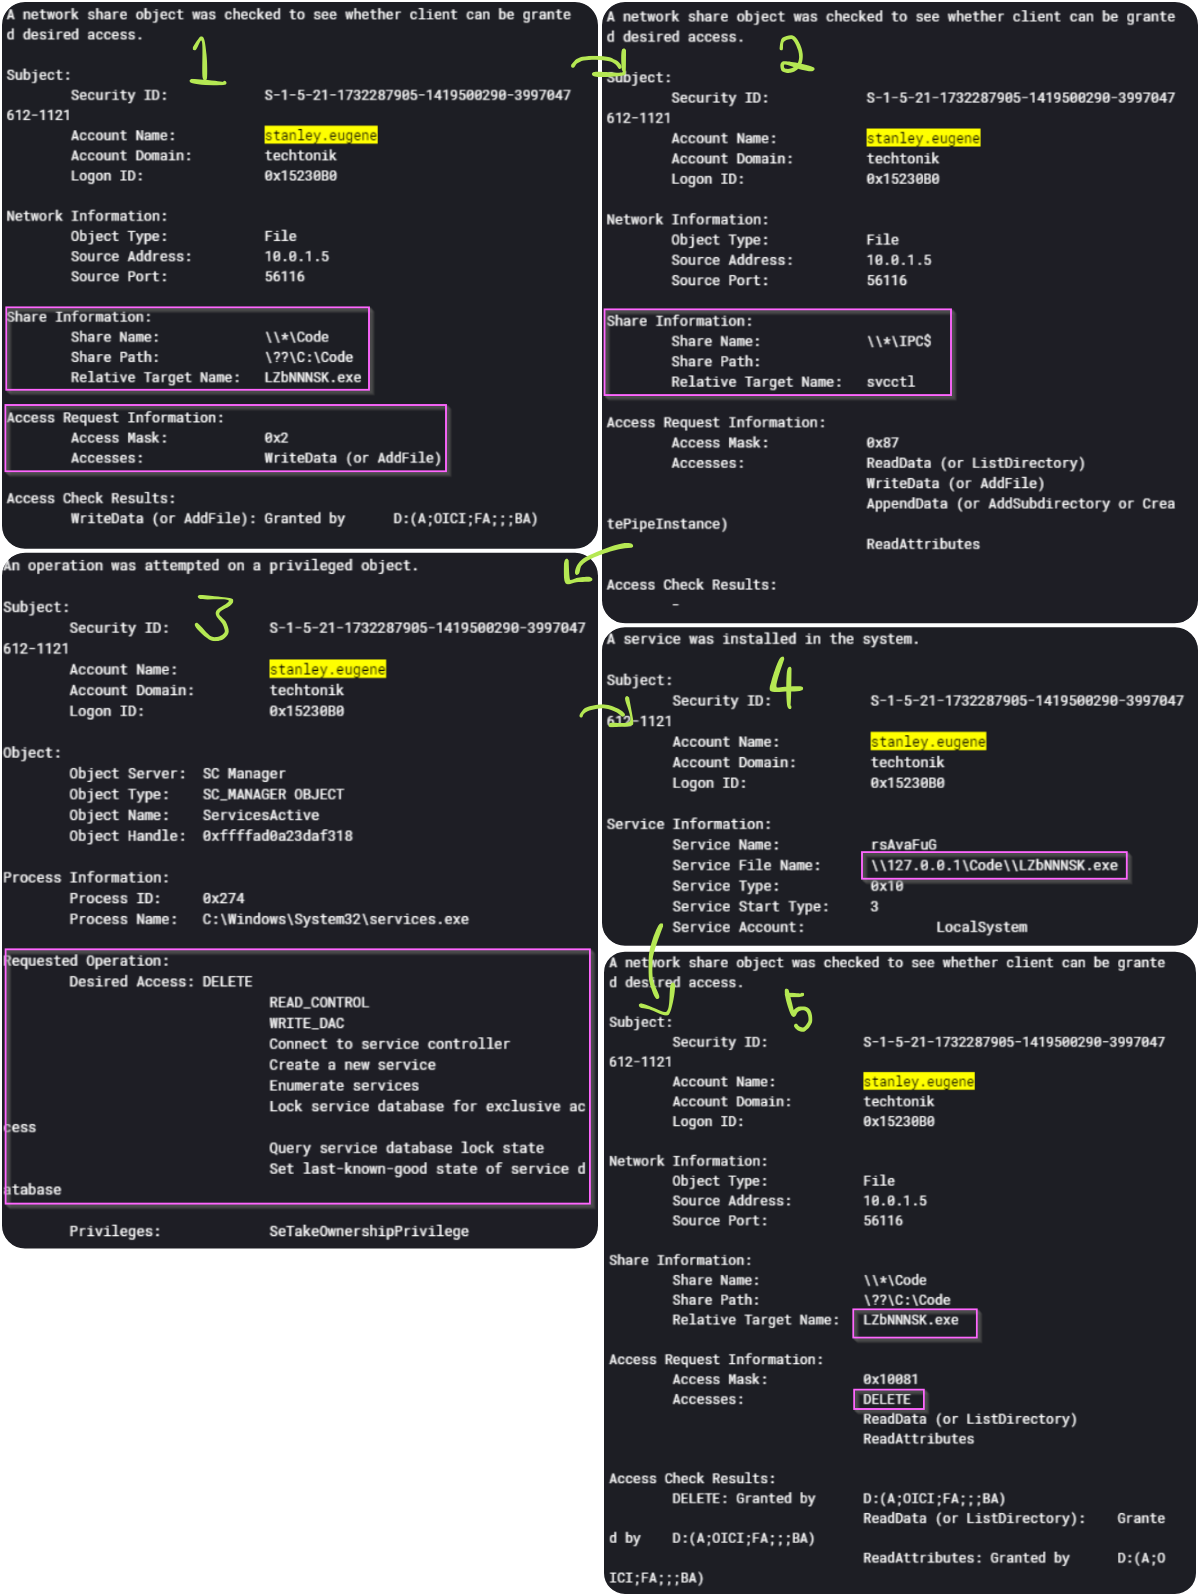 A network share object was checked to see whether client can be grante
d desired access.
1
Subject:
Security ID: S-1-5-21-1732287905-1419500290-3997047
612-1121
Account Name: stanley.eugene
Account Domain: techtonik
Logon ID: 0x15230B0
Network Information:
Object Type: File
Source Address: 10.0.1.5
Source Port: 56116
Share Information:
Share Name: \\*\Code
Share Path: \??\C:\Code
Relative Target Name: LZbNNNSK.exe
Access Request Information:
Access Mask: 0x2
Accesses: WriteData (or AddFile)
Access Check Results:
WriteData (or AddFile): Granted by D:(A;OICI;FA;;;BA)
A network share object was checked to see whether client can be grante
d desired access.
2
Subject:
Security ID: S-1-5-21-1732287905-1419500290-3997047
612-1121
Account Name: stanley.eugene
Account Domain: techtonik
Logon ID: 0x15230B0
Network Information:
Object Type: File
Source Address: 10.0.1.5
Source Port: 56116
Share Information:
Share Name: \\*\IPC$
Share Path:
Relative Target Name: svcctl
Access Request Information:
Access Mask: 0x87
Accesses: ReadData (or ListDirectory)
WriteData (or AddFile)
AppendData (or AddSubdirectory or Crea
tePipeInstance)
ReadAttributes
Access Check Results:
-
An operation was attempted on a privileged object.
3
Subject:
Security ID: S-1-5-21-1732287905-1419500290-3997047
612-1121
Account Name: stanley.eugene
Account Domain: techtonik
Logon ID: 0x15230B0
Object:
Object Server: SC Manager
Object Type: SC_MANAGER OBJECT
Object Name: ServicesActive
Object Handle: 0xffffad0a23daf318
Process Information:
Process ID: 0x274
Process Name: C:\Windows\System32\services.exe
Requested Operation:
Desired Access: DELETE
READ_CONTROL
WRITE_DAC
Connect to service controller
Create a new service
Enumerate services
Lock service database for exclusive ac
cess
Query service database lock state
Set last-known-good state of service d
atabase
Privileges: SeTakeOwnershipPrivilege
A service was installed in the system.
4
Subject:
Security ID: S-1-5-21-1732287905-1419500290-3997047
612-1121
Account Name: stanley.eugene
Account Domain: techtonik
Logon ID: 0x15230B0
Service Information:
Service Name: rsAvaFuG
Service File Name: \\127.0.0.1\Code\\LZbNNNSK.exe
Service Type: 0x10
Service Start Type: 3
Service Account: LocalSystem
A network share object was checked to see whether client can be grante
d desired access.
5
Subject:
Security ID: S-1-5-21-1732287905-1419500290-3997047
612-1121
Account Name: stanley.eugene
Account Domain: techtonik
Logon ID: 0x15230B0
Network Information:
Object Type: File
Source Address: 10.0.1.5
Source Port: 56116
Share Information:
Share Name: \\*\Code
Share Path: \??\C:\Code
Relative Target Name: LZbNNNSK.exe
Access Request Information:
Access Mask: 0x10081
Accesses: DELETE
ReadData (or ListDirectory)
ReadAttributes
Access Check Results:
DELETE: Granted by D:(A;OICI;FA;;;BA)
ReadData (or ListDirectory): Grante
d by D:(A;OICI;FA;;;BA)
ReadAttributes: Granted by D:(A;O
ICI;FA;;;BA)